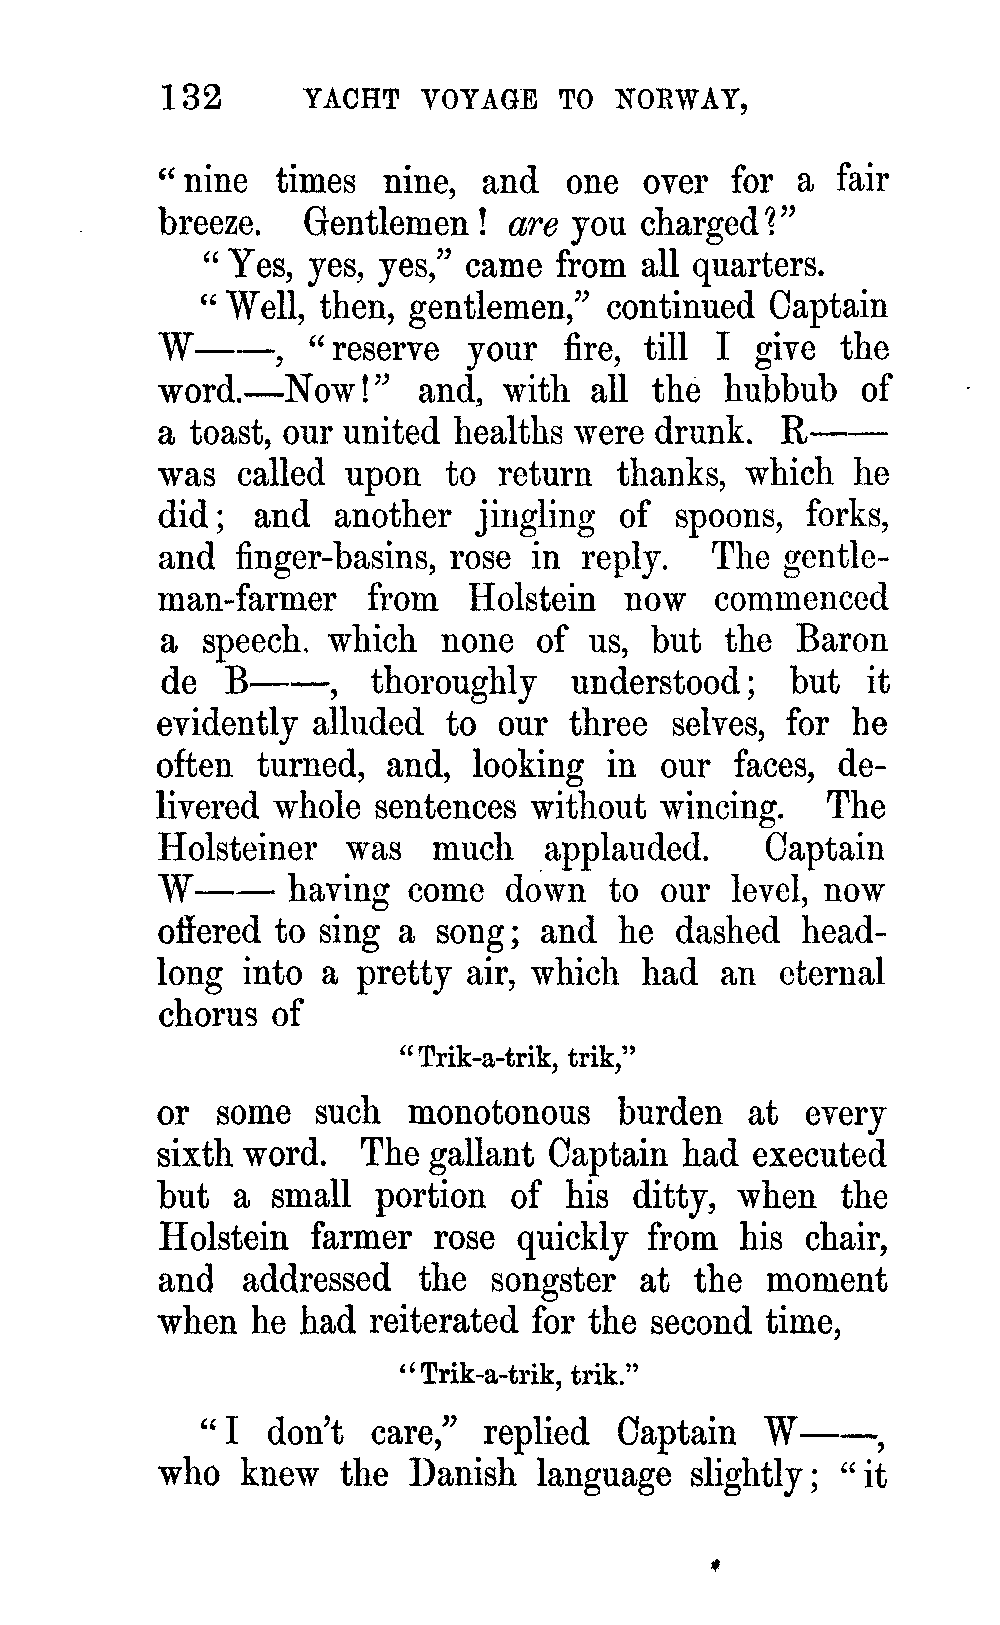 132 YACHT VOYAGE TO NORWAY,
“nine times nine, and one over for a fair
breeze. Gentlemen! are you charged?”
“Yes, yes, yes,” came from all quarters.
“Well, then, gentlemen,” continued Captain
W——, “reserve your fire, till I give the
word.—Now!” and, with all the hubbub of
a toast, our united healths were drunk. R——
was called upon to return thanks, which he
did; and another jingling of spoons, forks,
and finger-basins, rose in reply. The gentle-
man-farmer from Holstein now commenced
a speech. which none of us, but the Baron
de B——, thoroughly understood; but it
evidently alluded to our three selves, for he
often turned, and, looking in our faces, de-
livered whole sentences without wincing. The
Holsteiner was much applauded. Captain
W—— having come down to our level, now
offered to sing a song; and he dashed head-
long into a pretty air, which had an eternal
chorus of
“Trik-a-trik, trik,”
or some such monotonous burden at every
sixth word. The gallant Captain had executed
but a small portion of his ditty, when the
Holstein farmer rose quickly from his chair,
and addressed the songster at the moment
when he had reiterated for the second time,
“Trik-a-trik, trik.”
“I don't care,” replied Captain W——,
who knew the Danish language slightly; “it